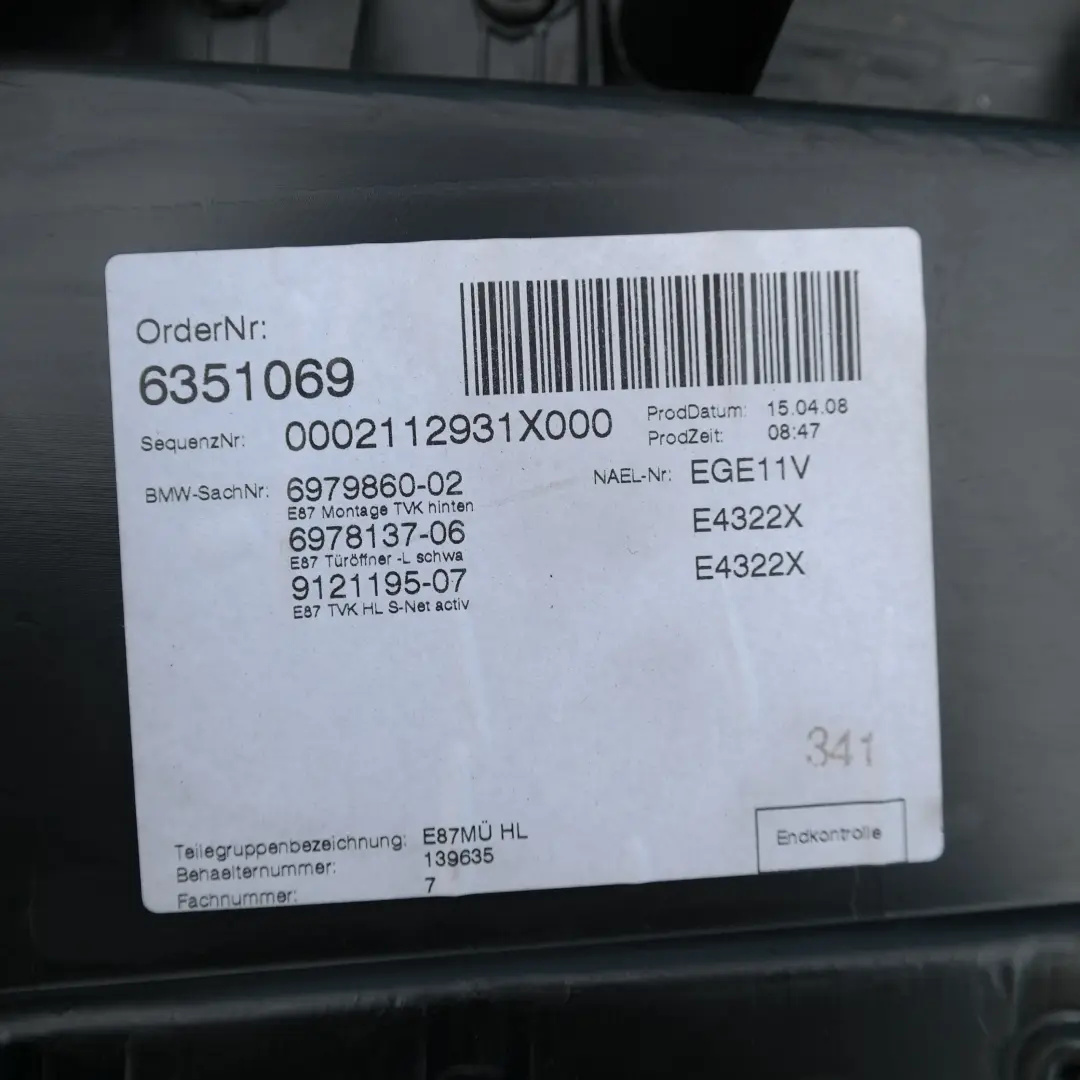 OrderNr:
6351069
SequenzNr: 0002112931X000
ProdDatum: 15.04.08
ProdZeit: 08:47
BMW-SachNr: 6979860-02
E87 Montage TVK hinten
6978137-06
E87 Türöffner -L schwa
9121195-07
E87 TVK HL S-Net activ
NAEL-Nr: EGE11V
E4322X
E4322X
341
Endkontrolle
Teilegruppenbezeichnung: E87MÜ HL
Behaelternummer: 139635
Fachnummer: 7